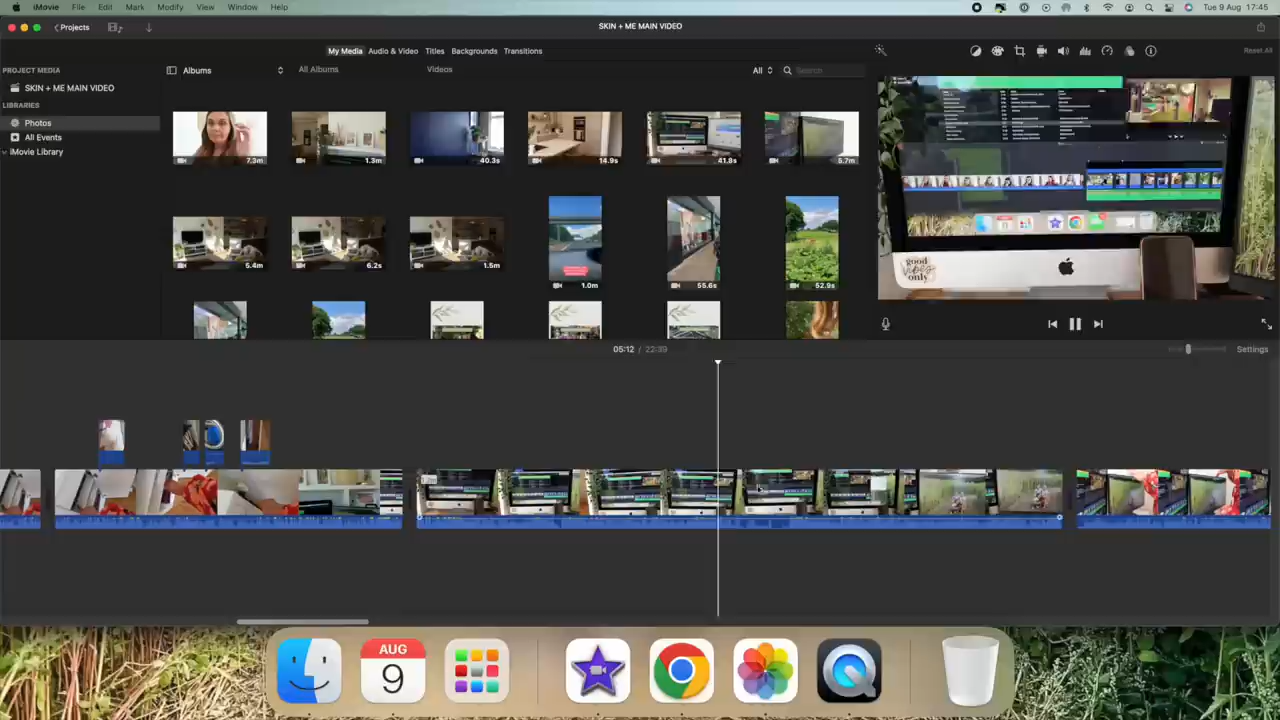 iMovie File Edit Mark Modify View Window Help Tue 9 Aug 17:45
Projects SKIN + ME MAIN VIDEO
My Media Audio & Video Titles Backgrounds Transitions Reset All
PROJECT MEDIA
SKIN + ME MAIN VIDEO
LIBRARIES
Photos
All Events
iMovie Library
Albums All Albums Videos All Search
7.3m 1.3m 40.3s 14.9s 41.8s 5.7m
5.4m 6.2s 1.5m 1.0m 55.6s 52.9s
good
vibes
only
05:12 / 22:39 Settings
AUG
9